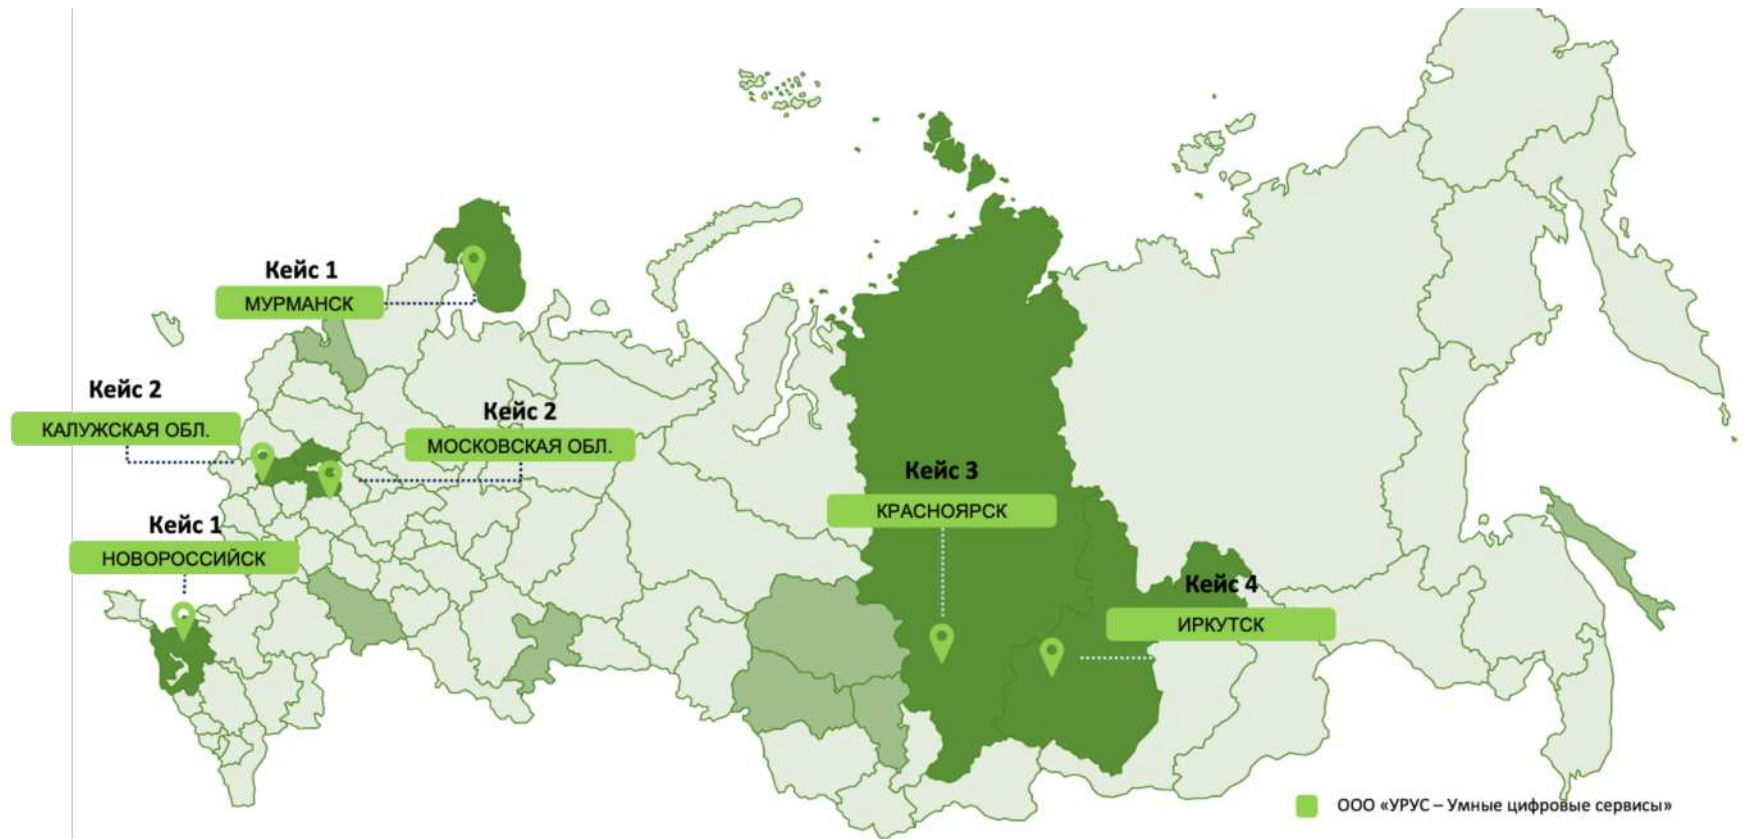 Кейс 1
МУРМАНСК
Кейс 2
КАЛУЖСКАЯ ОБЛ.
Кейс 2
МОСКОВСКАЯ ОБЛ.
Кейс 3
КРАСНОЯРСК
Кейс 1
НОВОРОССИЙСК
Кейс 4
ИРКУТСК
ООО «УРУС – Умные цифровые сервисы»